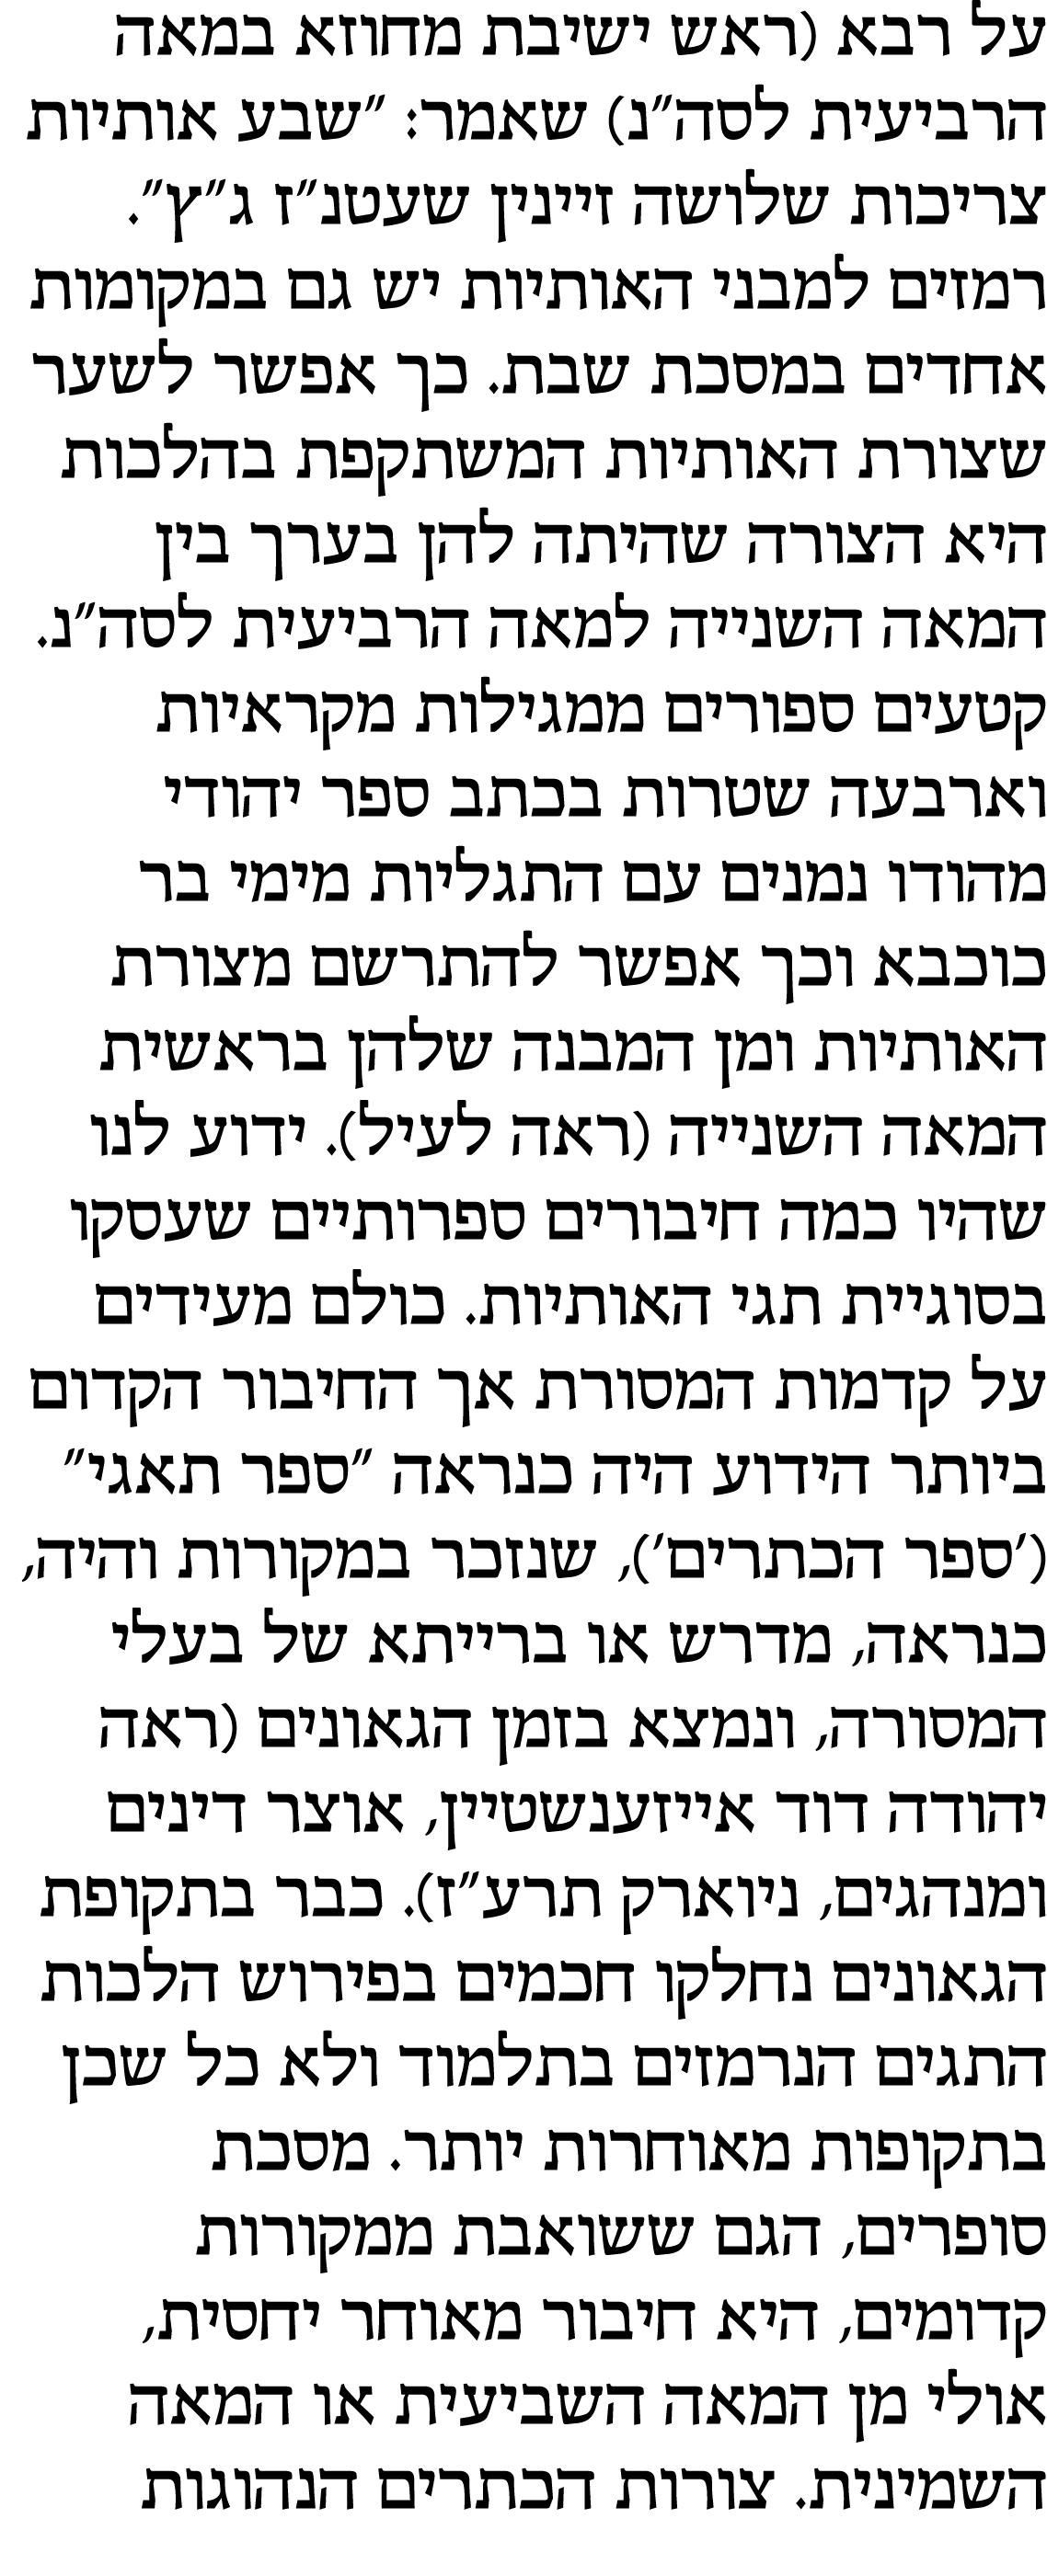 על רבא (ראש ישיבת מחוזא במאה
הרביעית לסה"נ) שאמר: "שבע אותיות
צריכות שלושה זיינין שעטנ"ז ג"ץ".
רמזים למבני האותיות יש גם במקומות
אחדים במסכת שבת. כך אפשר לשער
שצורת האותיות המשתקפת בהלכות
היא הצורה שהיתה להן בערך בין
המאה השנייה למאה הרביעית לסה"נ.
קטעים ספורים ממגילות מקראיות
וארבעה שטרות בכתב ספר יהודי
מהודו נמנים עם התגליות מימי בר
כוכבא וכך אפשר להתרשם מצורת
האותיות ומן המבנה שלהן בראשית
המאה השנייה (ראה לעיל). ידוע לנו
שהיו כמה חיבורים ספרותיים שעסקו
בסוגיית תגי האותיות. כולם מעידים
על קדמות המסורת אך החיבור הקדום
ביותר הידוע היה כנראה "ספר תאגי"
('ספר הכתרים'), שנזכר במקורות והיה,
כנראה, מדרש או ברייתא של בעלי
המסורה, ונמצא בזמן הגאונים (ראה
יהודה דוד אייזענשטיין, אוצר דינים
ומנהגים, ניוארק תרע"ז). כבר בתקופת
הגאונים נחלקו חכמים בפירוש הלכות
התגים הנרמזים בתלמוד ולא כל שכן
בתקופות מאוחרות יותר. מסכת
סופרים, הגם ששואבת ממקורות
קדומים, היא חיבור מאוחר יחסית,
אולי מן המאה השביעית או המאה
השמינית. צורות הכתרים הנהוגות